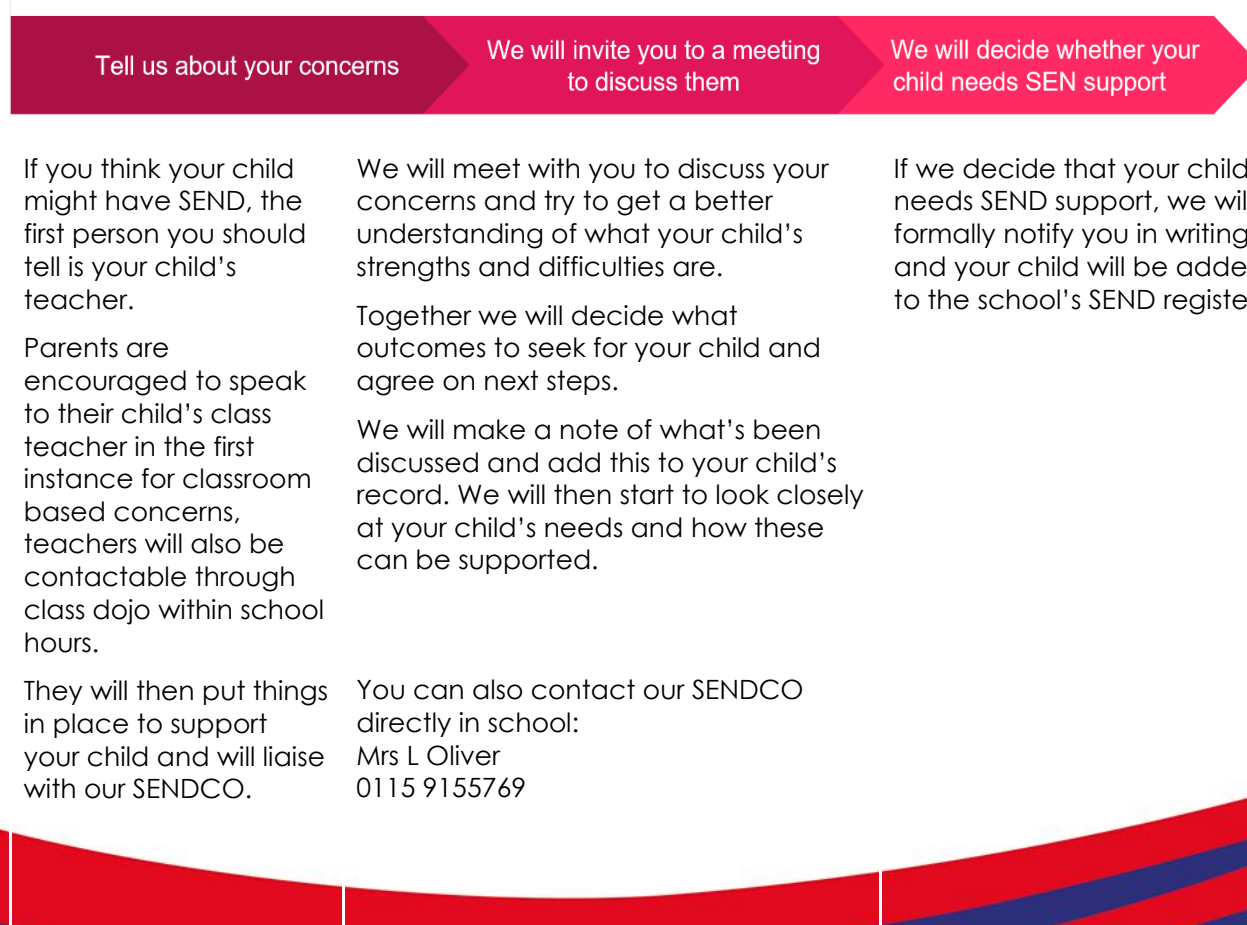 Tell us about your concerns
We will invite you to a meeting
to discuss them
We will decide whether your
child needs SEN support
If you think your child
might have SEND, the
first person you should
tell is your child’s
teacher.
Parents are
encouraged to speak
to their child’s class
teacher in the first
instance for classroom
based concerns,
teachers will also be
contactable through
class dojo within school
hours.
They will then put things
in place to support
your child and will liaise
with our SENDCO.
We will meet with you to discuss your
concerns and try to get a better
understanding of what your child’s
strengths and difficulties are.
Together we will decide what
outcomes to seek for your child and
agree on next steps.
We will make a note of what’s been
discussed and add this to your child’s
record. We will then start to look closely
at your child’s needs and how these
can be supported.
You can also contact our SENDCO
directly in school:
Mrs L Oliver
0115 9155769
If we decide that your child
needs SEND support, we wil
formally notify you in writing
and your child will be adde
to the school’s SEND registe